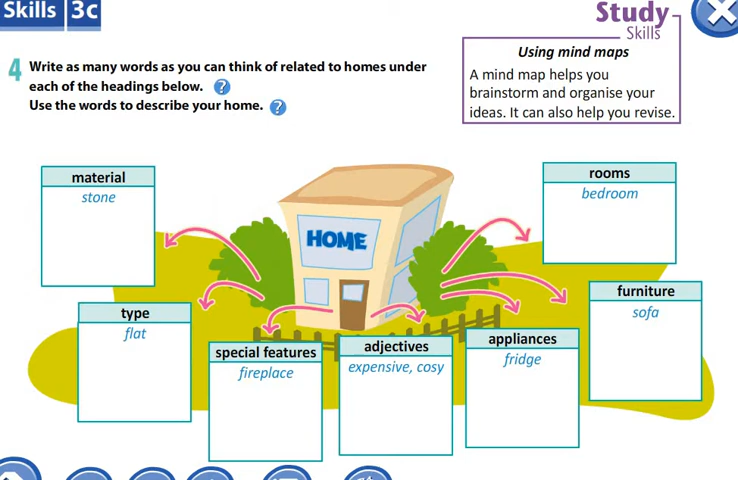 Skills 3c
Study
Skills
Using mind maps
A mind map helps you
brainstorm and organise your
ideas. It can also help you revise.
4 Write as many words as you can think of related to homes under
each of the headings below. ?
Use the words to describe your home. ?
material
stone
rooms
bedroom
HOME
type
flat
furniture
sofa
special features
fireplace
adjectives
expensive, cosy
appliances
fridge